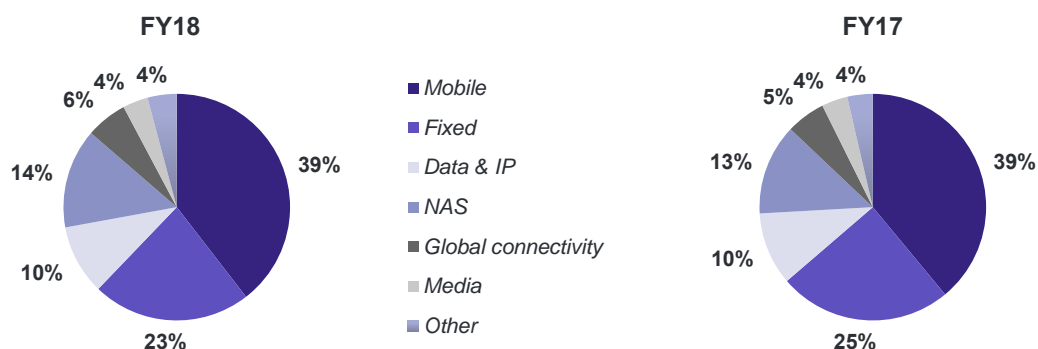 FY18
FY17
4%
4%
6%
14%
39%
10%
23%
Mobile
Fixed
Data & IP
NAS
Global connectivity
Media
Other
4%
4%
5%
13%
39%
10%
25%